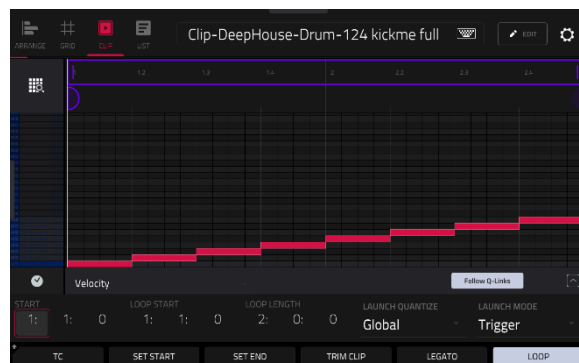 Clip-DeepHouse-Drum-124 kickme full
EDIT
ARRANGE GRID CLIP LIST
1 1.2 1.3 1.4 2 2.2 2.3 2.4
Velocity
Follow Q-Links
START LOOP START LOOP LENGTH LAUNCH QUANTIZE LAUNCH MODE
1: 1: 0 1: 1: 0 2: 0: 0 Global Trigger
TC SET START SET END TRIM CLIP LEGATO LOOP